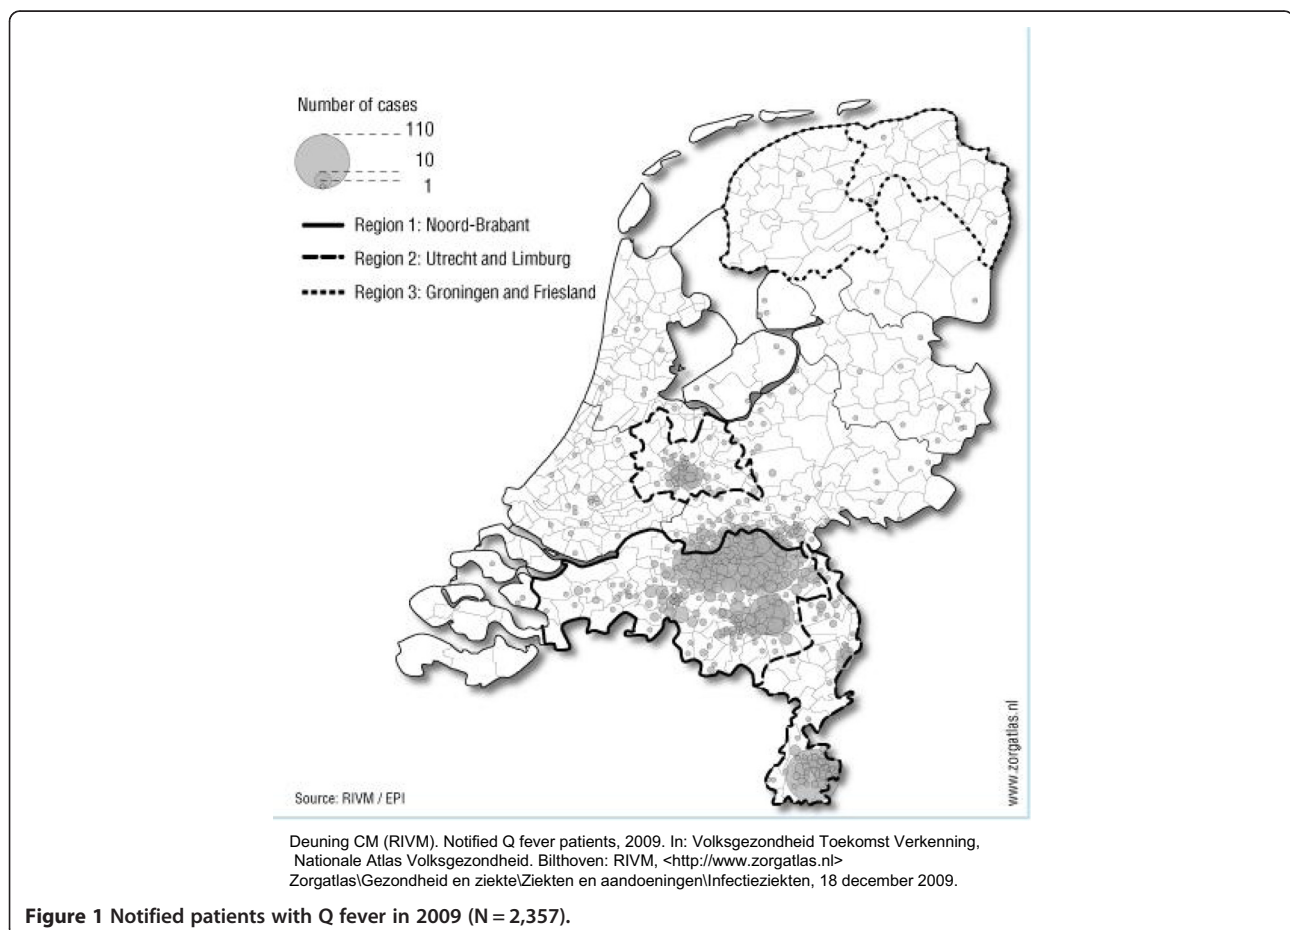 Number of cases
110
10
1
Region 1: Noord-Brabant
Region 2: Utrecht and Limburg
Region 3: Groningen and Friesland
www.zorgatlas.nl
Source: RIVM / EPI
Deuning CM (RIVM). Notified Q fever patients, 2009. In: Volksgezondheid Toekomst Verkenning,
Nationale Atlas Volksgezondheid. Bilthoven: RIVM, <http://www.zorgatlas.nl>
Zorgatlas\Gezondheid en ziekte\Ziekten en aandoeningen\Infectieziekten, 18 december 2009.
Figure 1 Notified patients with Q fever in 2009 (N = 2,357).